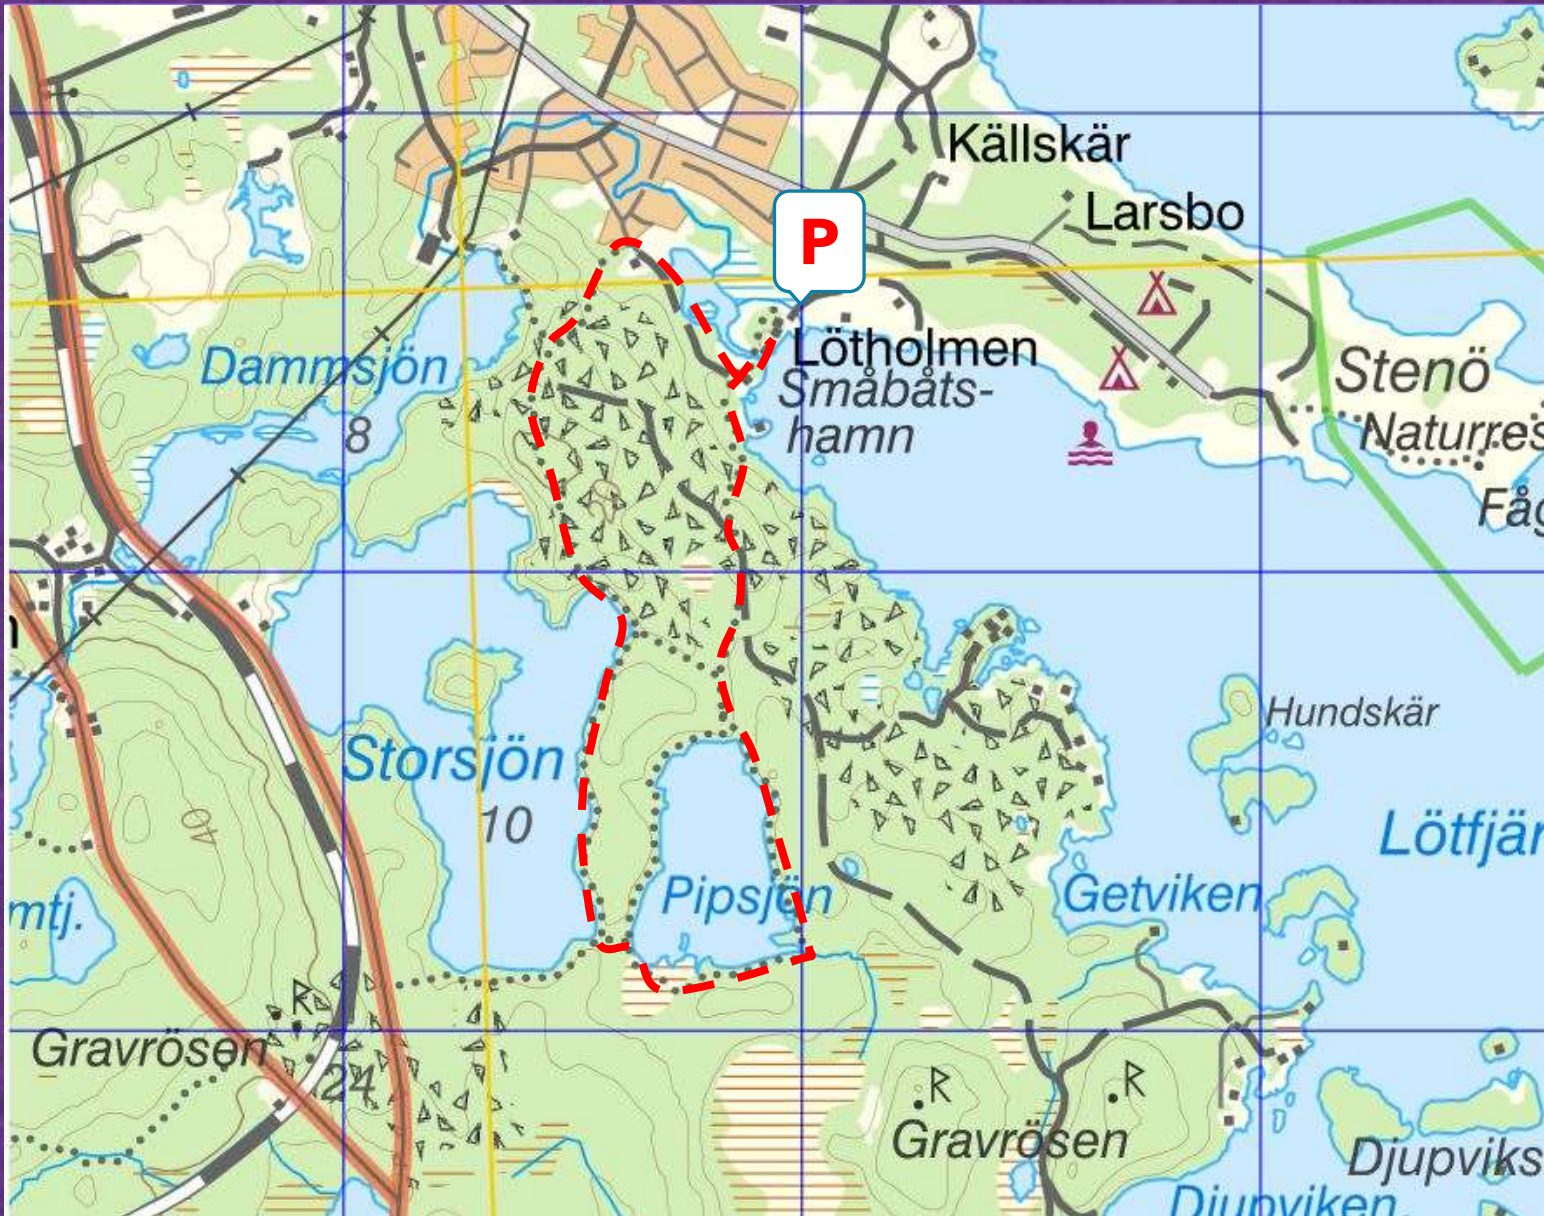 Källskär
Larsbo
P
Lötholmen
Småbåts-
hamn
Stenö
Naturres
Fåg
Dammsjön
8
Hundskär
Storsjön
10
40
Lötfjär
Pipsjön
Getviken
mtj.
R
Gravrösen
24
R
R
Gravrösen
Djupviks
Djupviken